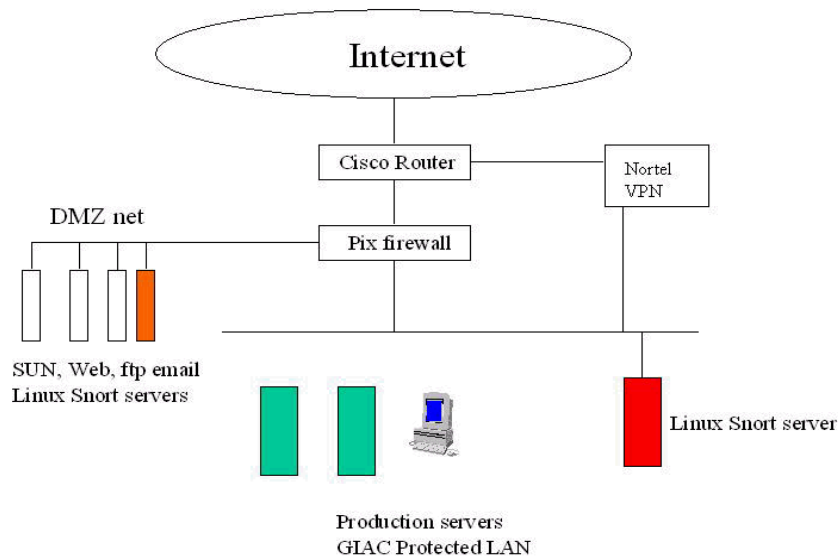 Internet
Cisco Router
Nortel
VPN
DMZ net
Pix firewall
SUN, Web, ftp email
Linux Snort servers
Linux Snort server
Production servers
GIAC Protected LAN